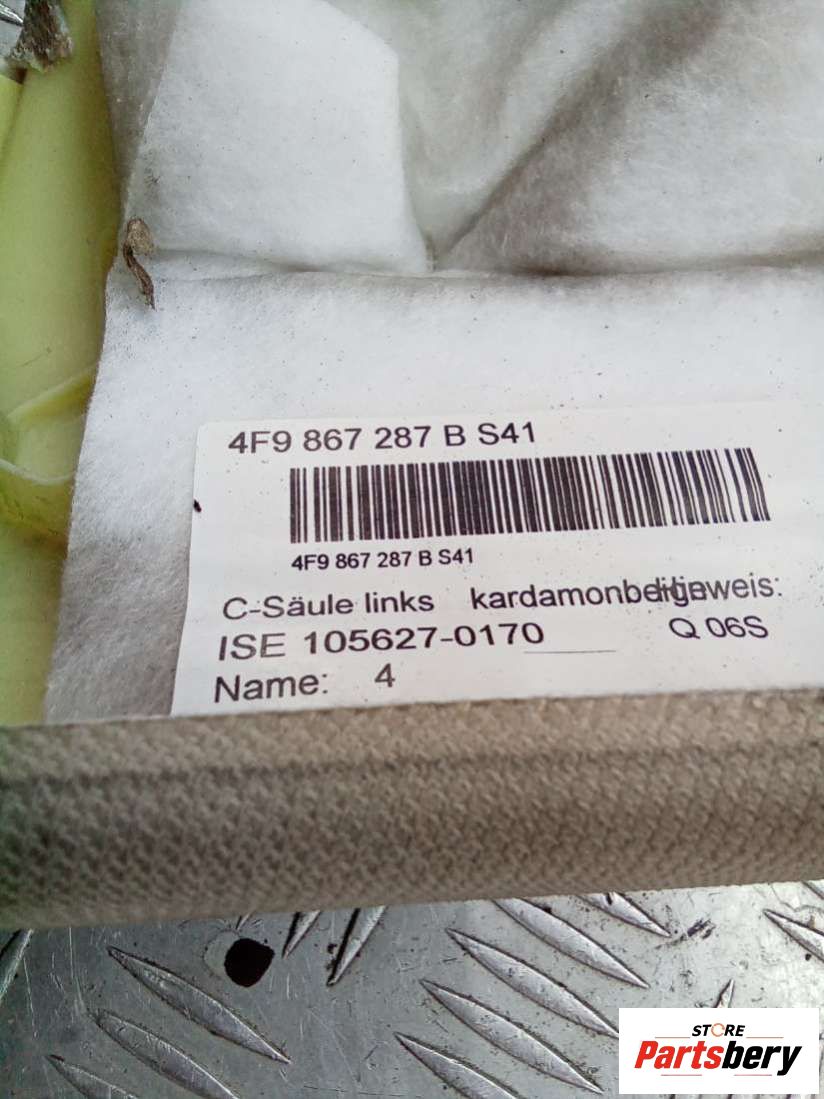 4F9 867 287 B S41
4F9 867 287 B S41
C-Säule links kardamonbeige
ISE 105627-0170 Q 06S
Name: 4
STORE
Partsbery